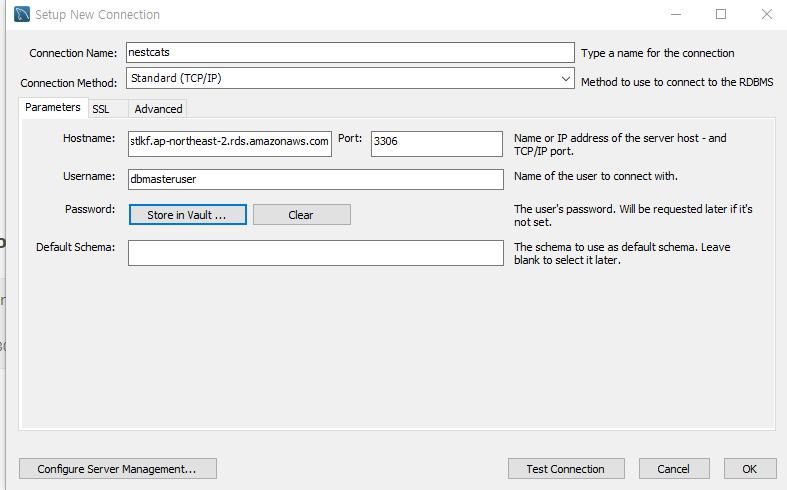 Setup New Connection
Connection Name: nestcats Type a name for the connection
Connection Method: Standard (TCP/IP) Method to use to connect to the RDBMS
Parameters SSL Advanced
Hostname: stlkf.ap-northeast-2.rds.amazonaws.com Port: 3306 Name or IP address of the server host - and
TCP/IP port.
Username: dbmasteruser Name of the user to connect with.
Password: Store in Vault ... Clear The user's password. Will be requested later if it's
not set.
Default Schema: The schema to use as default schema. Leave
blank to select it later.
Configure Server Management... Test Connection Cancel OK